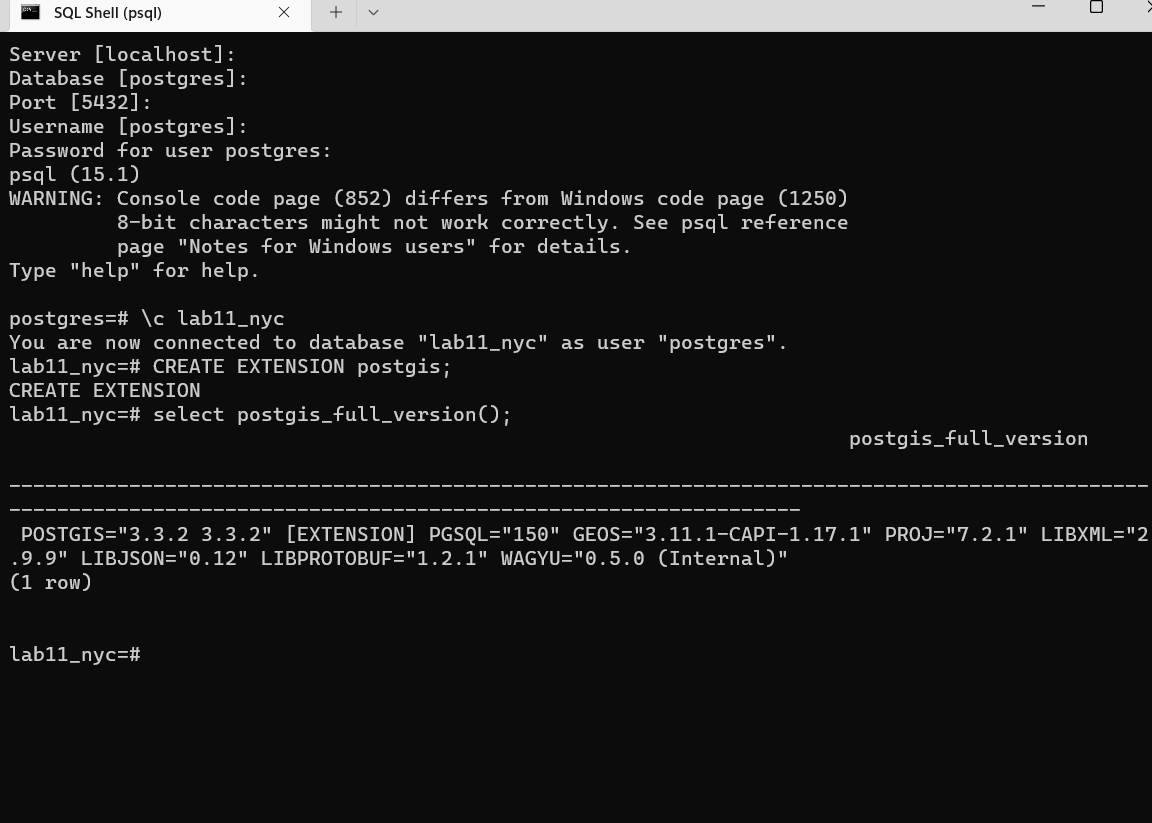 SQL Shell (psql)
Server [localhost]:
Database [postgres]:
Port [5432]:
Username [postgres]:
Password for user postgres:
psql (15.1)
WARNING: Console code page (852) differs from Windows code page (1250)
         8-bit characters might not work correctly. See psql reference
         page "Notes for Windows users" for details.
Type "help" for help.

postgres=# \c lab11_nyc
You are now connected to database "lab11_nyc" as user "postgres".
lab11_nyc=# CREATE EXTENSION postgis;
CREATE EXTENSION
lab11_nyc=# select postgis_full_version();
                                                                      postgis_full_version

-----------------------------------------------------------------------------------------------
------------------------------------------------------------------
 POSTGIS="3.3.2 3.3.2" [EXTENSION] PGSQL="150" GEOS="3.11.1-CAPI-1.17.1" PROJ="7.2.1" LIBXML="2
.9.9" LIBJSON="0.12" LIBPROTOBUF="1.2.1" WAGYU="0.5.0 (Internal)"
(1 row)


lab11_nyc=#